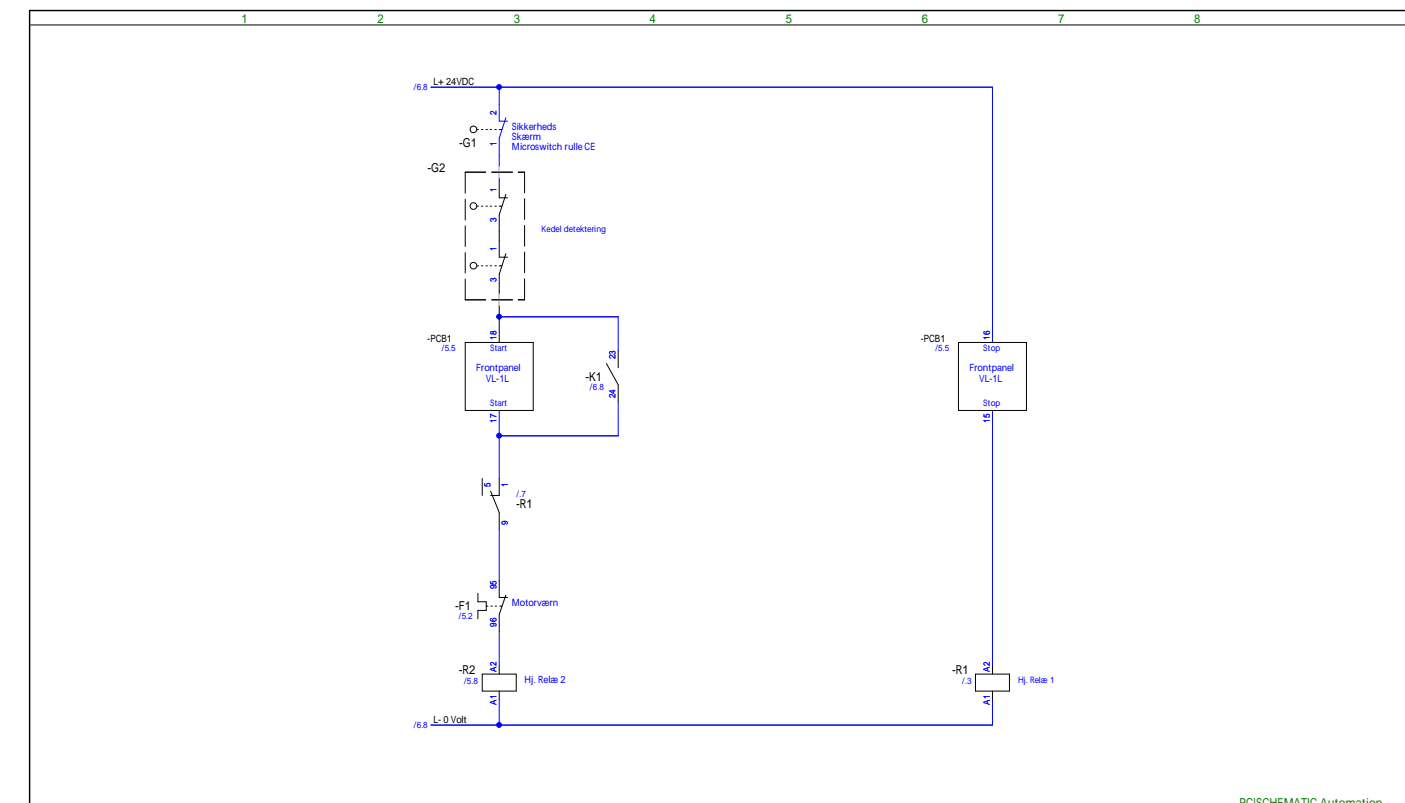 1 2 3 4 5 6 7 8
L+ 24VDC
/6.8
2
Sikkerheds
Skærm
Microswitch rulle CE
-G1
1
-G2
1
3
Kedel detektering
1
3
-PCB1
/5.5
18
Start
Frontpanel
VL-1L
Start
17
23
-K1
/6.8
24
-PCB1
/5.5
16
Stop
Frontpanel
VL-1L
Stop
15
5
1
/.7
-R1
9
95
-F1
/5.2
Motorværn
96
-R2
/5.8
A2
Hj. Relæ 2
A1
-R1
/.3
A2
Hj. Relæ 1
A1
L- 0 Volt
/6.8
PC|SCHEMATIC Automation